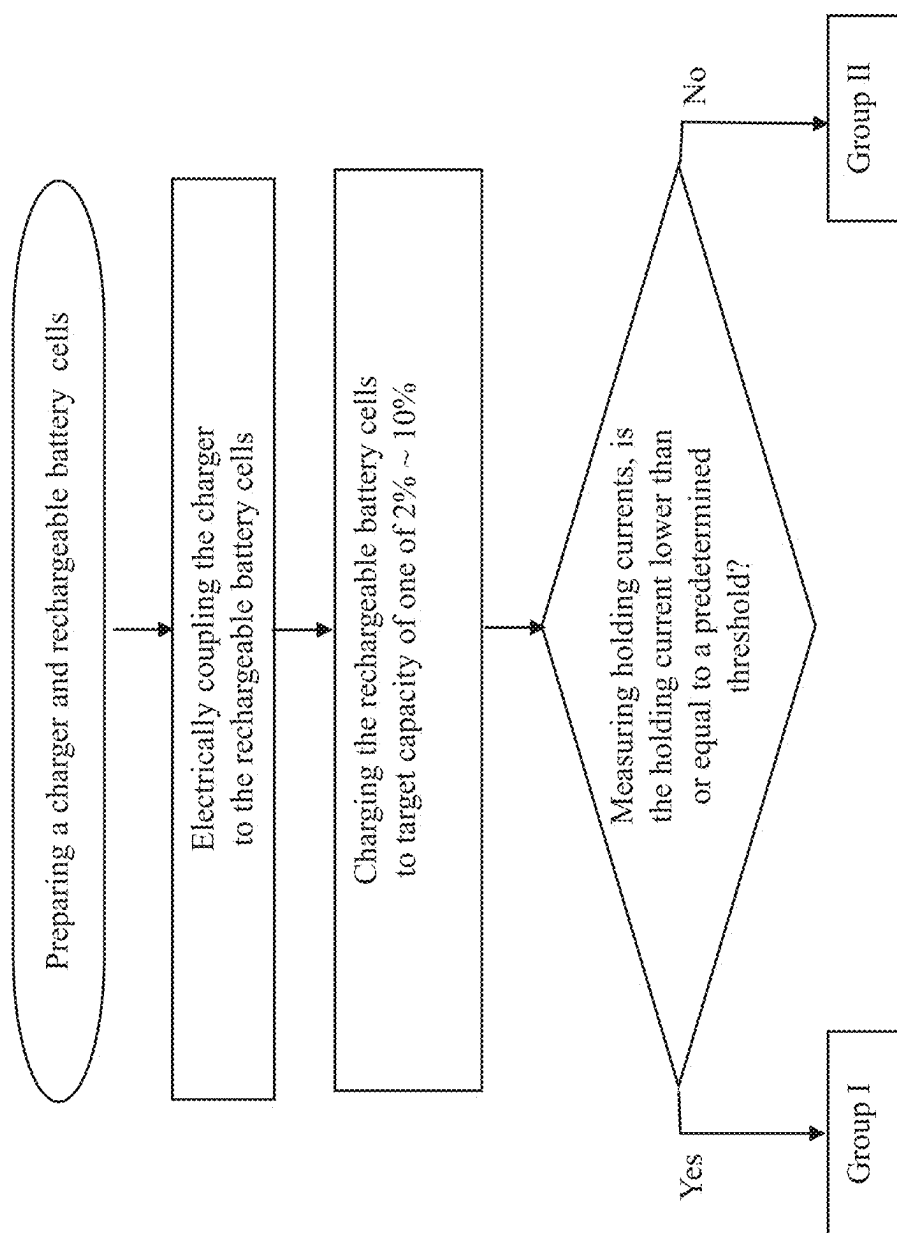 Preparing a charger and rechargeable battery cells
Electrically coupling the charger
to the rechargeable battery cells
Charging the rechargeable battery cells
to target capacity of one of 2% ~ 10%
Measuring holding currents, is
the holding current lower than
or equal to a predetermined
threshold?
Yes
No
Group I
Group II